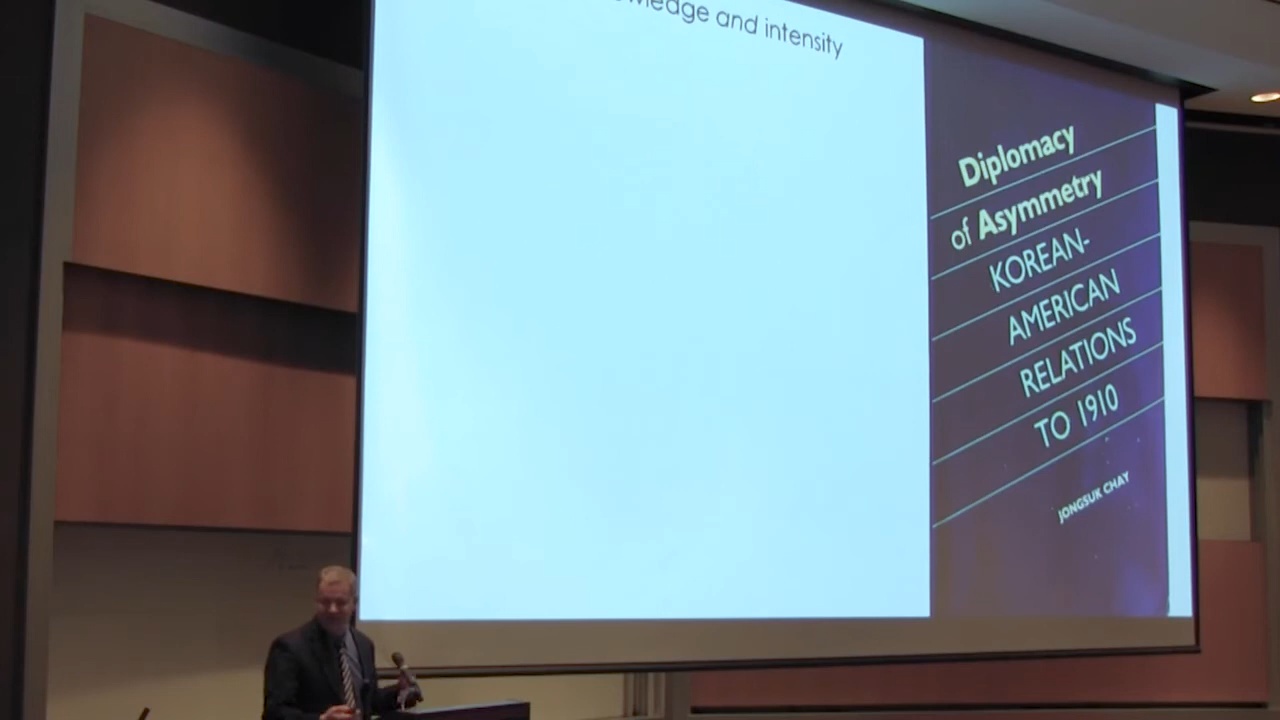 and intensity
Diplomacy
of Asymmetry
KOREAN-
AMERICAN
RELATIONS
TO 1910
JONGSUK CHAY